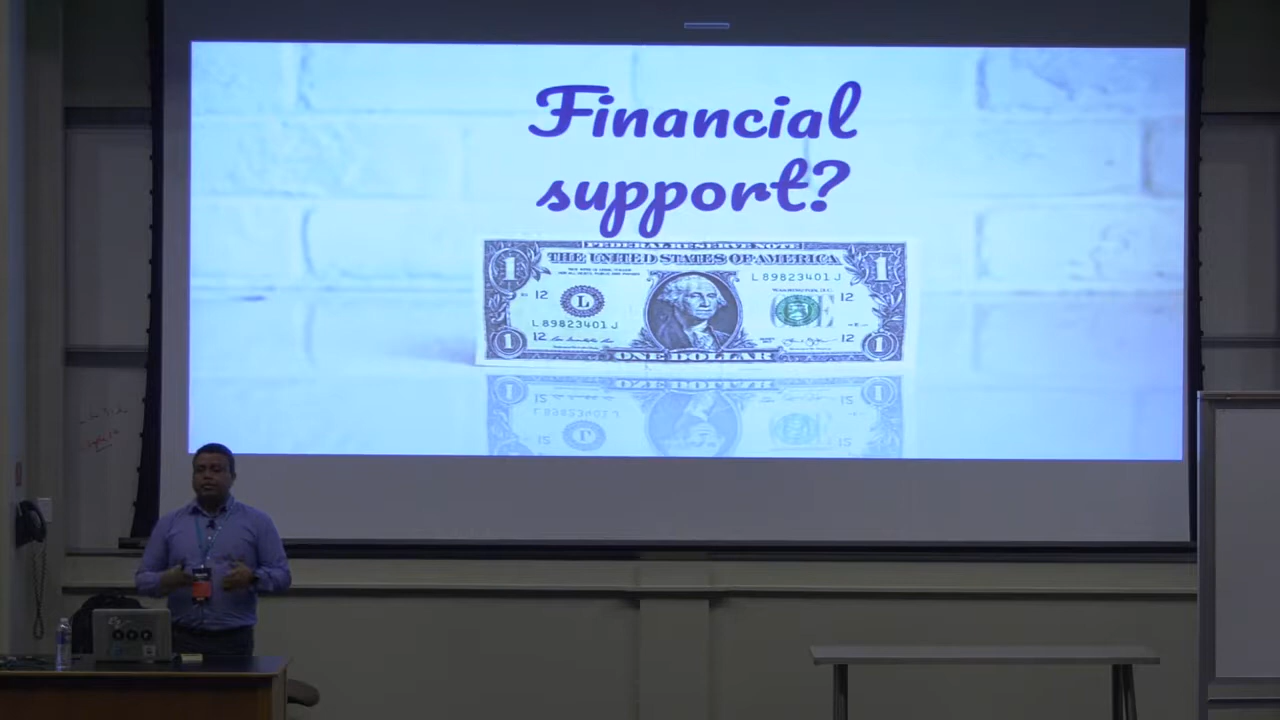 Financial
support?
FEDERAL RESERVE NOTE
THE UNITED STATES OF AMERICA
1
1
L 89823401 J
12
L
12
L 89823401 J
12
12
1
ONE DOLLAR
1